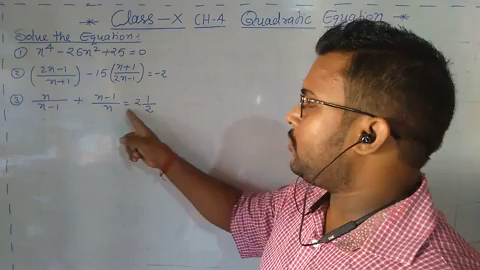 * Class-X CH-4 Quadratic Equation *
Solve the Equation:
① x⁴ - 26x² + 25 = 0
② (2x-1 / x+1) - 15 (x+1 / 2x-1) = -2
③ x / x-1 + x-1 / x = 2 1/2